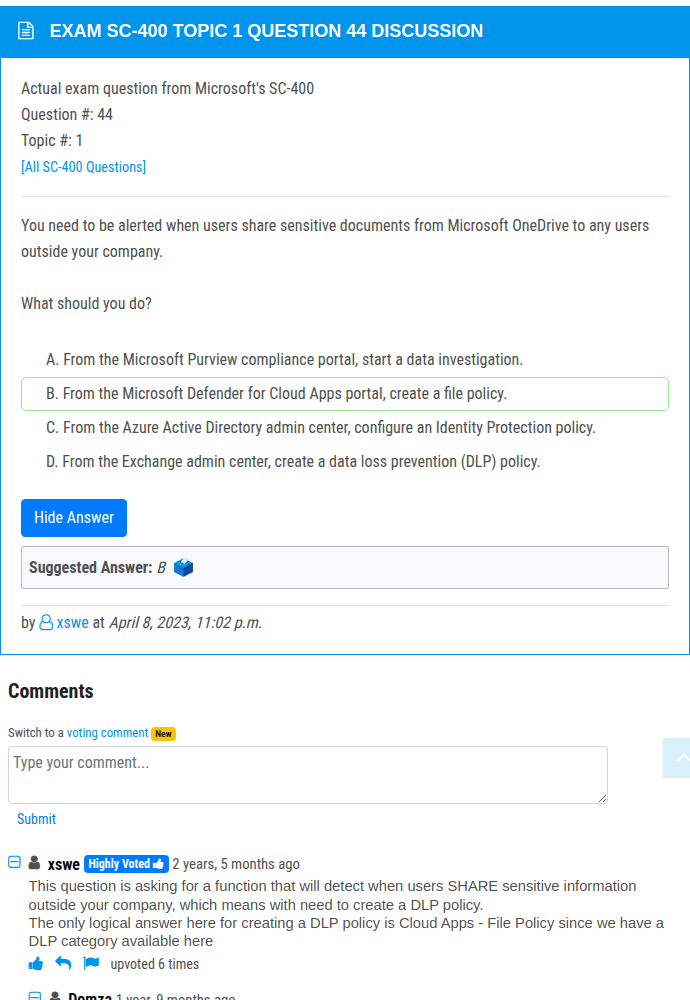 EXAM SC-400 TOPIC 1 QUESTION 44 DISCUSSION
Actual exam question from Microsoft's SC-400
Question #: 44
Topic #: 1
[All SC-400 Questions]
You need to be alerted when users share sensitive documents from Microsoft OneDrive to any users
outside your company.
What should you do?
A. From the Microsoft Purview compliance portal, start a data investigation.
B. From the Microsoft Defender for Cloud Apps portal, create a file policy.
C. From the Azure Active Directory admin center, configure an Identity Protection policy.
D. From the Exchange admin center, create a data loss prevention (DLP) policy.
Hide Answer
Suggested Answer: B
by xswe at April 8, 2023, 11:02 p.m.
Comments
Switch to a voting comment New
Type your comment...
Submit
xswe Highly Voted 2 years, 5 months ago
This question is asking for a function that will detect when users SHARE sensitive information
outside your company, which means with need to create a DLP policy.
The only logical answer here for creating a DLP policy is Cloud Apps - File Policy since we have a
DLP category available here
upvoted 6 times
Domza 1 year, 9 months ago